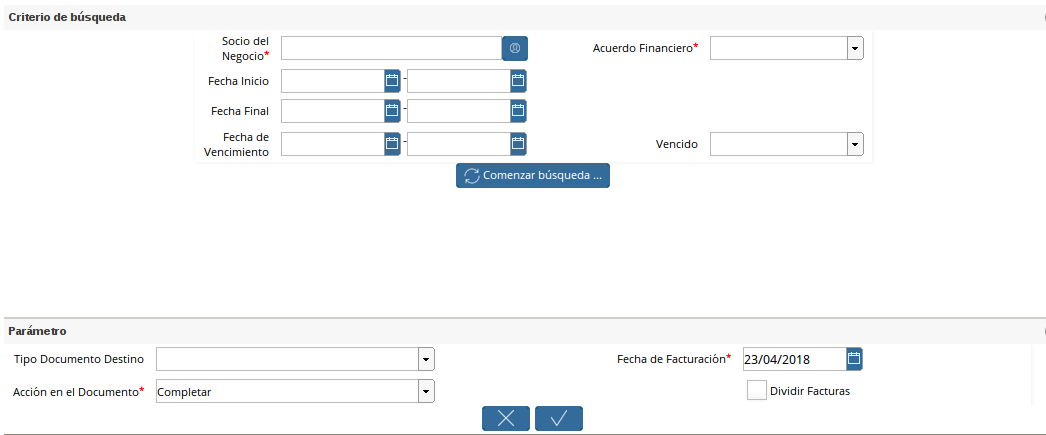 Criterio de búsqueda
Socio del
Negocio*
Acuerdo Financiero*
Fecha Inicio
-
Fecha Final
-
Fecha de
Vencimiento
-
Vencido
Comenzar búsqueda ...
Parámetro
Tipo Documento Destino
Fecha de Facturación* 23/04/2018
Acción en el Documento* Completar
Dividir Facturas